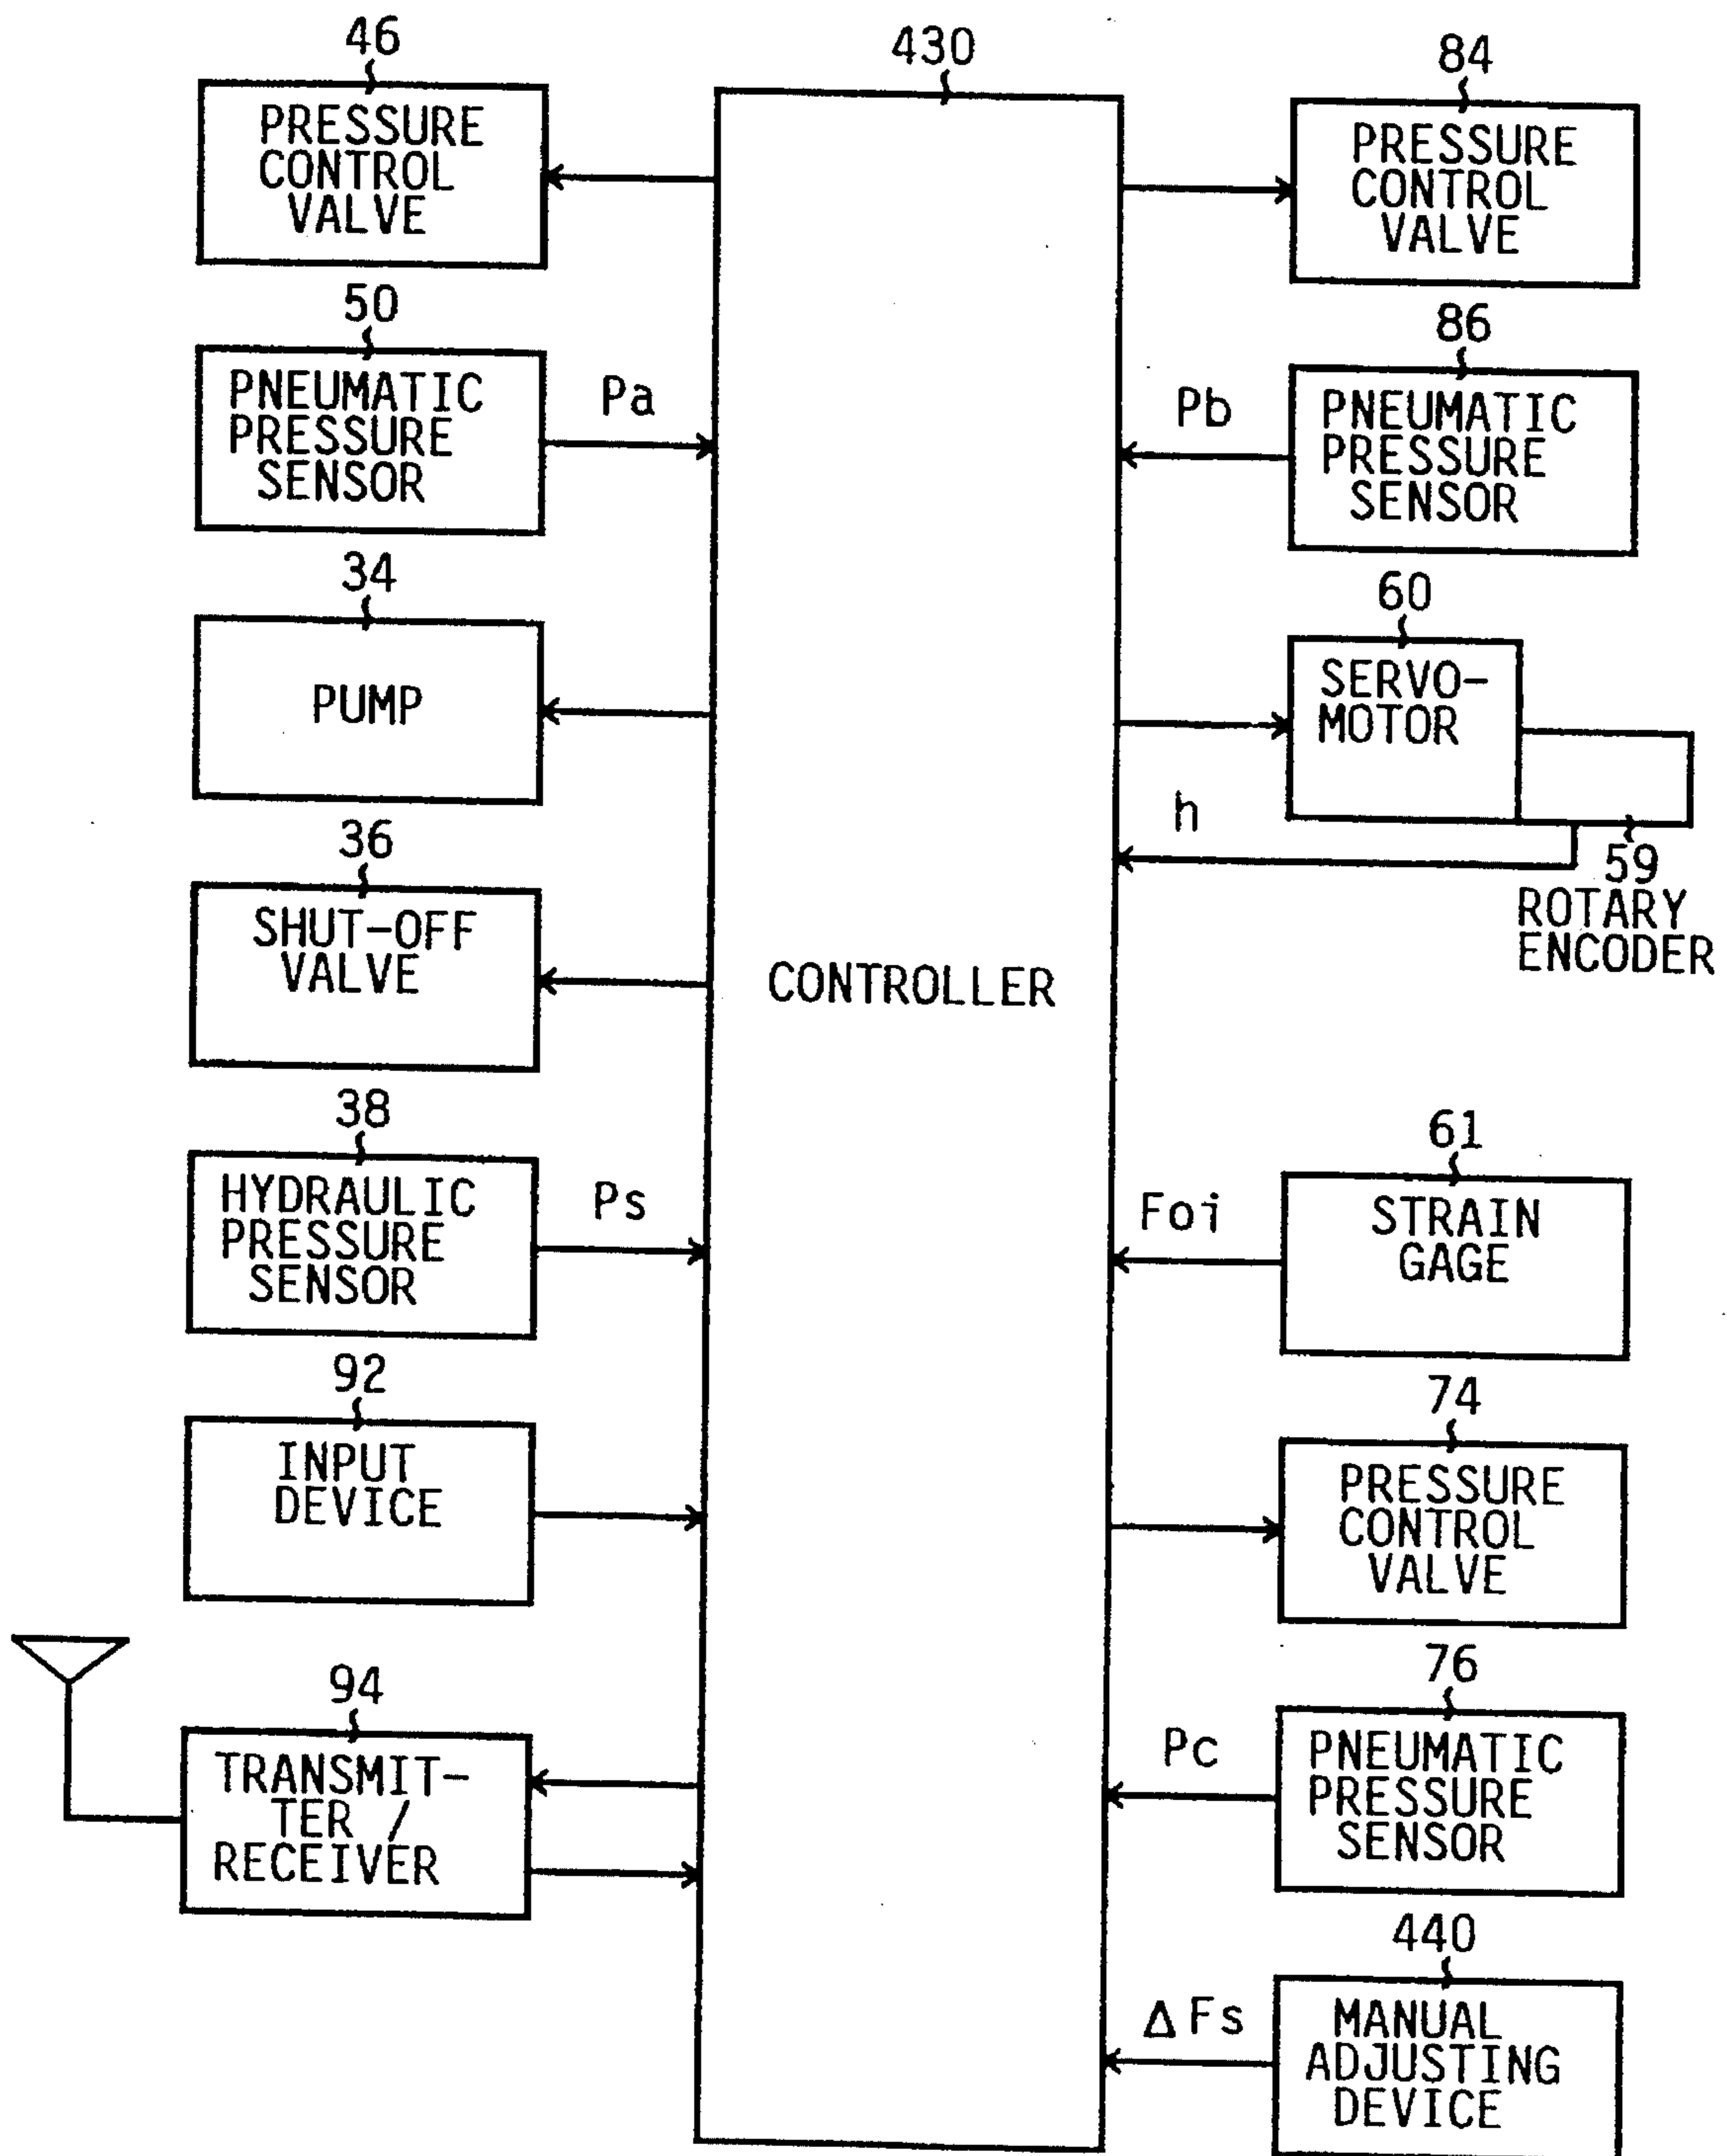 46
PRESSURE
CONTROL
VALVE
50
PNEUMATIC
PRESSURE
SENSOR
Pa
34
PUMP
36
SHUT-OFF
VALVE
38
HYDRAULIC
PRESSURE
SENSOR
Ps
92
INPUT
DEVICE
94
TRANSMIT-
TER /
RECEIVER
430
CONTROLLER
84
PRESSURE
CONTROL
VALVE
86
Pb
PNEUMATIC
PRESSURE
SENSOR
60
SERVO-
MOTOR
h
59
ROTARY
ENCODER
61
Foi
STRAIN
GAGE
74
PRESSURE
CONTROL
VALVE
76
Pc
PNEUMATIC
PRESSURE
SENSOR
440
ΔFs
MANUAL
ADJUSTING
DEVICE